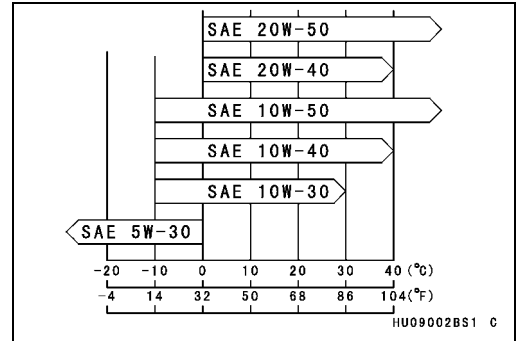 SAE 20W-50
SAE 20W-40
SAE 10W-50
SAE 10W-40
SAE 10W-30
SAE 5W-30
-20 -10 0 10 20 30 40 (°C)
-4 14 32 50 68 86 104(°F)
HU09002BS1 C